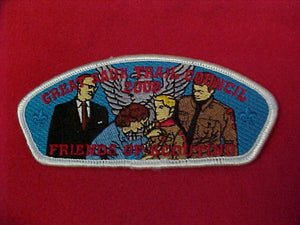 GREAT SAUK TRAIL COUNCIL
2009
FRIENDS OF SCOUTING